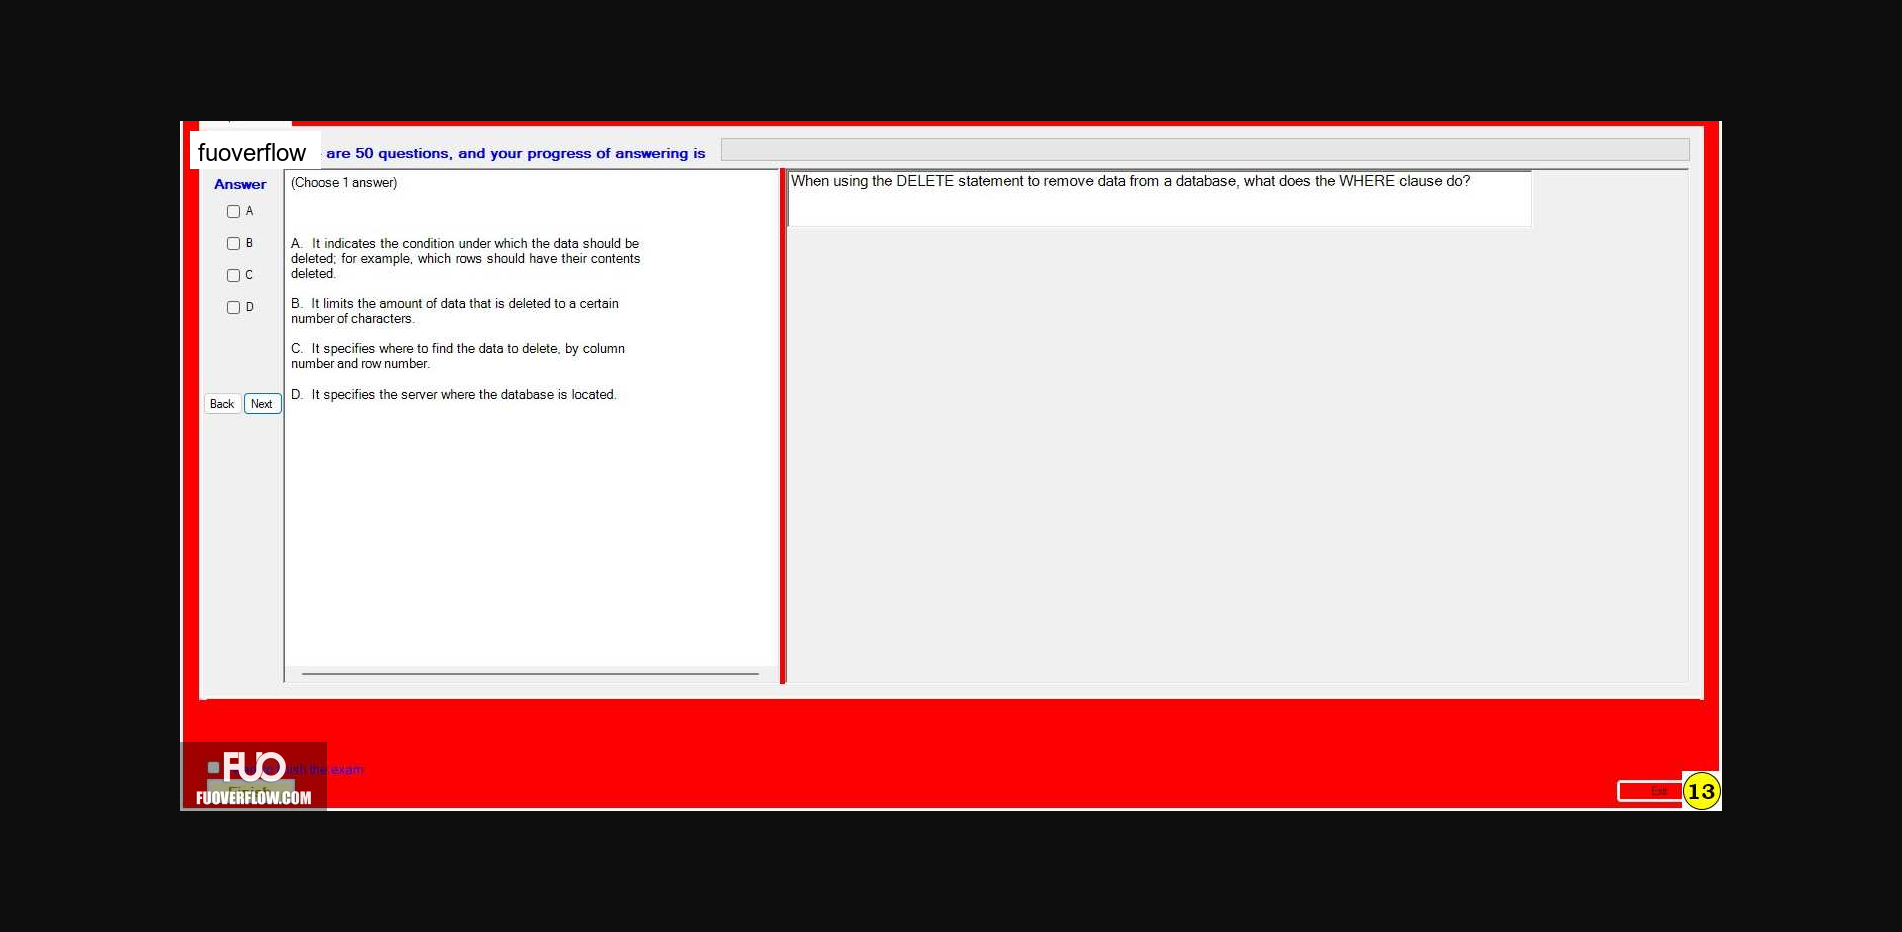 fuoverflow are 50 questions, and your progress of answering is
Answer
A
B
C
D
Back Next
(Choose 1 answer)
A. It indicates the condition under which the data should be
deleted; for example, which rows should have their contents
deleted.
B. It limits the amount of data that is deleted to a certain
number of characters.
C. It specifies where to find the data to delete, by column
number and row number.
D. It specifies the server where the database is located.
When using the DELETE statement to remove data from a database, what does the WHERE clause do?
FUO
the exam
Finish
FUOVERFLOW.COM
Exit
13